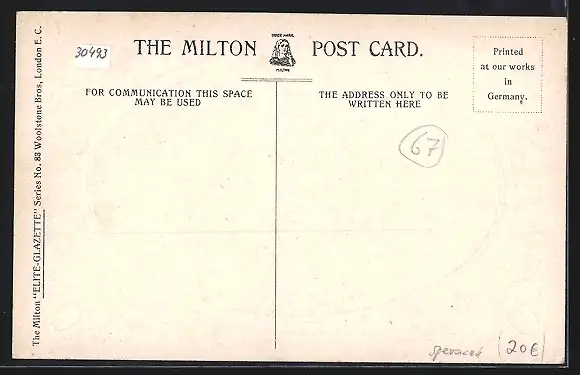 30493
THE MILTON POST CARD.
TRADE MARK
MILTON
Printed
at our works
in
Germany.
FOR COMMUNICATION THIS SPACE
MAY BE USED
THE ADDRESS ONLY TO BE
WRITTEN HERE
67
The Milton "ELITE-GLAZETTE" Series No. 88 Woolstone Bros, London E. C.
20€